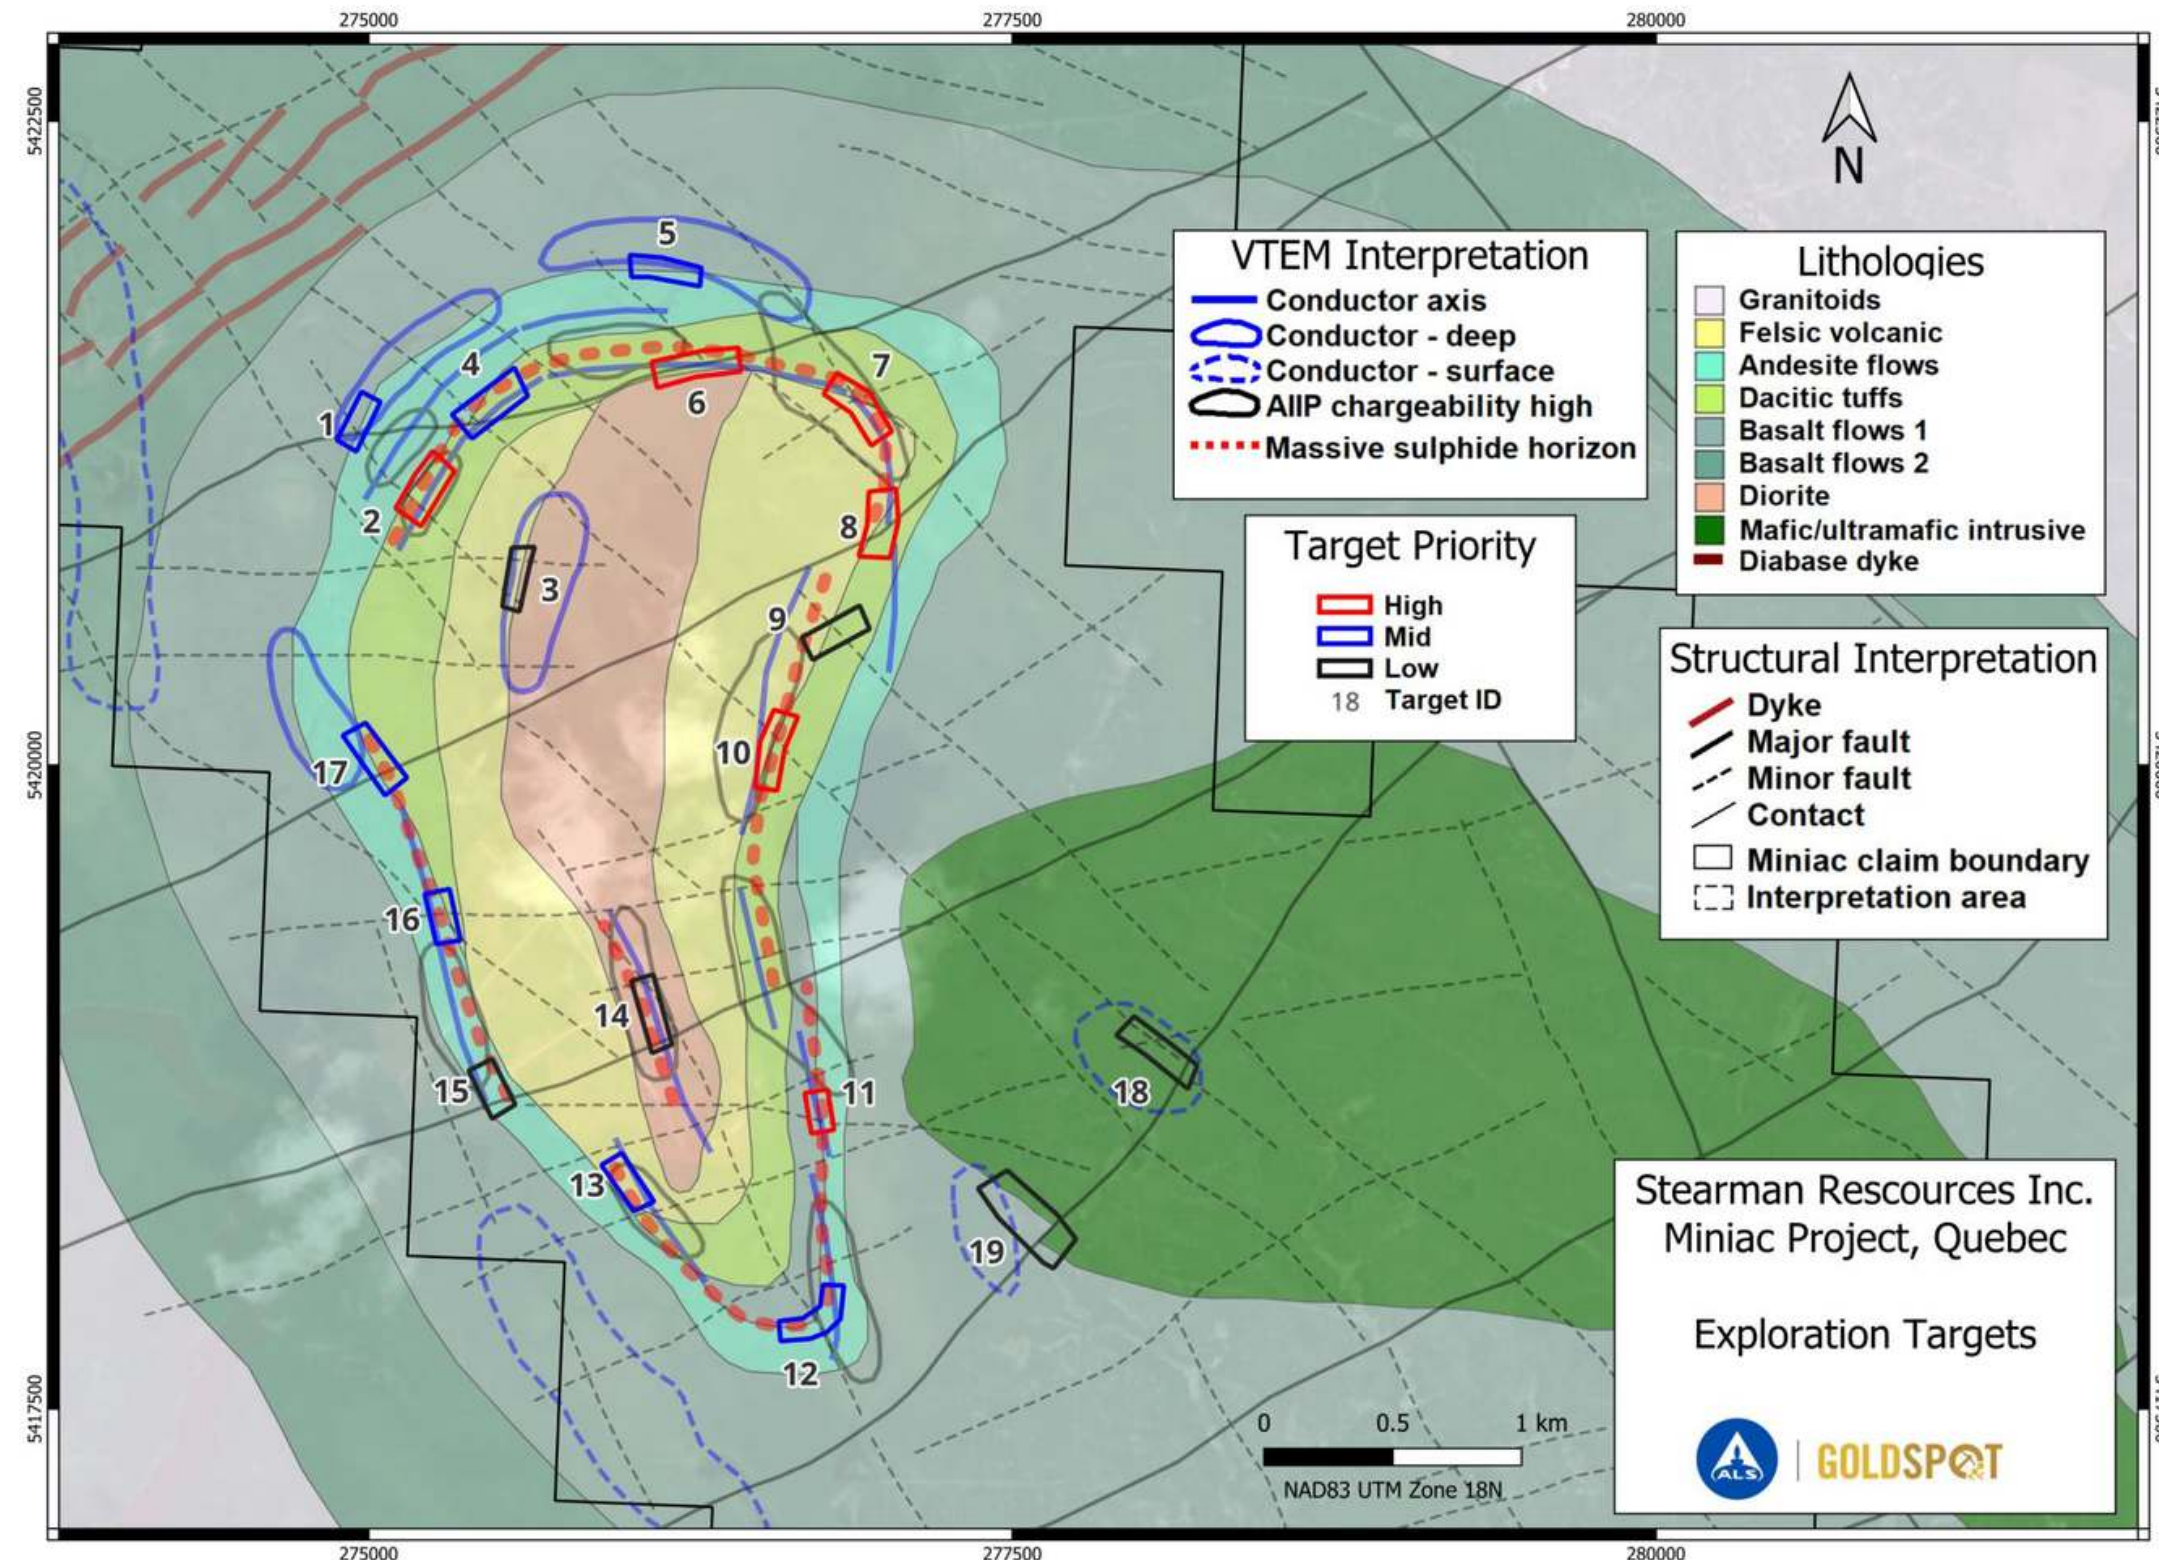 275000 277500 280000
5422500
5
4
7
1
6
2
8
3
9
10
17
5420000
16
14
15
11
18
13
19
12
5417500
VTEM Interpretation
Conductor axis
Conductor - deep
Conductor - surface
AIIP chargeability high
Massive sulphide horizon
Target Priority
High
Mid
Low
18 Target ID
N
Lithologies
Granitoids
Felsic volcanic
Andesite flows
Dacitic tuffs
Basalt flows 1
Basalt flows 2
Diorite
Mafic/ultramafic intrusive
Diabase dyke
Structural Interpretation
Dyke
Major fault
Minor fault
Contact
Miniac claim boundary
Interpretation area
Stearman Rescources Inc.
Miniac Project, Quebec
Exploration Targets
ALS GOLDSPOT
0 0.5 1 km
NAD83 UTM Zone 18N
275000 277500 280000